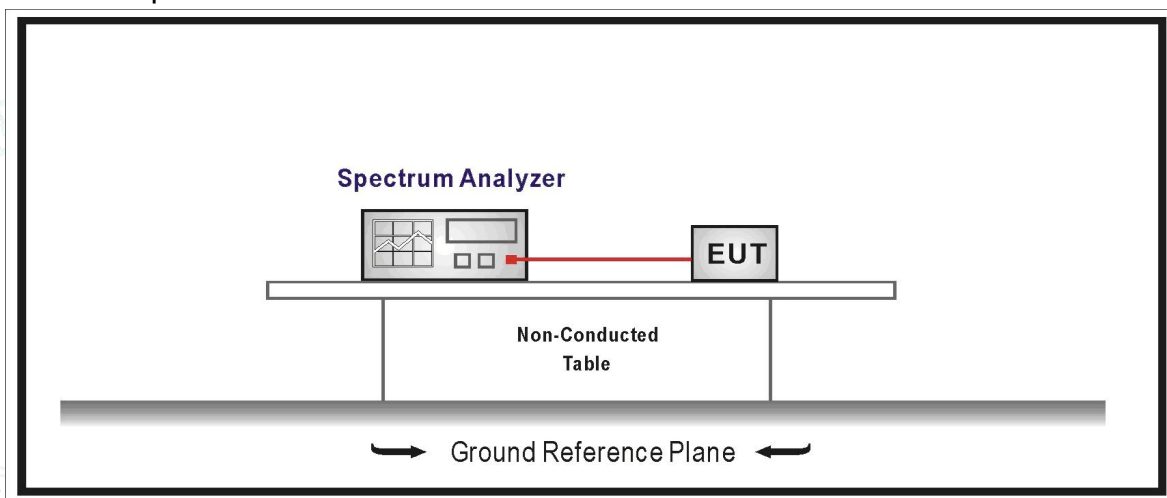 Spectrum Analyzer
EUT
Non-Conducted
Table
Ground Reference Plane